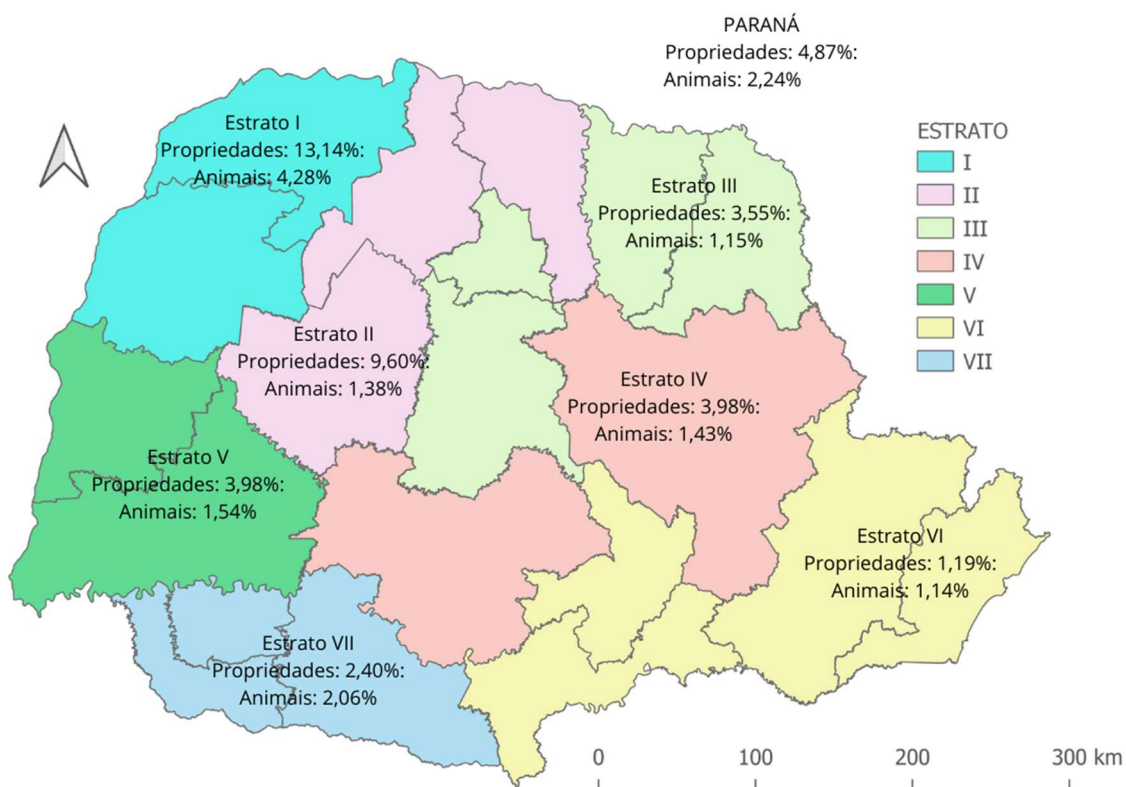 PARANÁ
Propriedades: 4,87%:
Animais: 2,24%
Estrato I
Propriedades: 13,14%:
Animais: 4,28%
Estrato III
Propriedades: 3,55%:
Animais: 1,15%
Estrato II
Propriedades: 9,60%:
Animais: 1,38%
Estrato IV
Propriedades: 3,98%:
Animais: 1,43%
Estrato V
Propriedades: 3,98%:
Animais: 1,54%
Estrato VI
Propriedades: 1,19%:
Animais: 1,14%
Estrato VII
Propriedades: 2,40%:
Animais: 2,06%
ESTRATO
I
II
III
IV
V
VI
VII
0 100 200 300 km